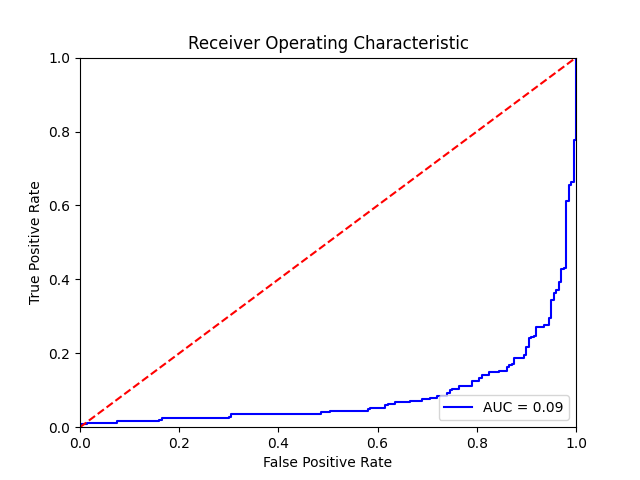 Receiver Operating Characteristic
1.0
0.8
0.6
0.4
0.2
0.0
True Positive Rate
AUC = 0.09
0.0 0.2 0.4 0.6 0.8 1.0
False Positive Rate